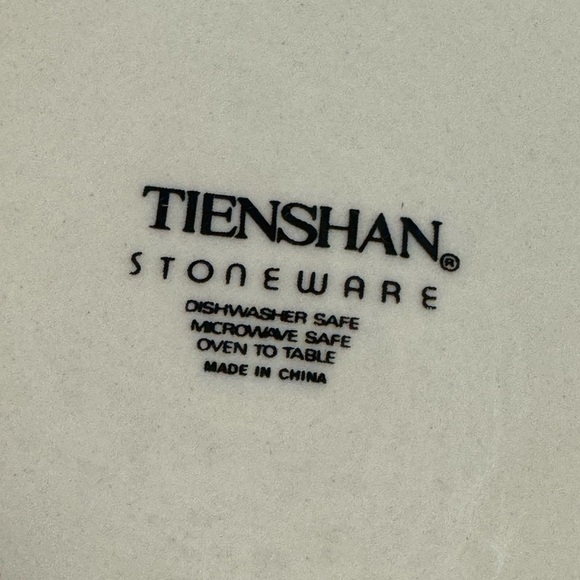 TIENSHAN®
STONEWARE
DISHWASHER SAFE
MICROWAVE SAFE
OVEN TO TABLE
MADE IN CHINA